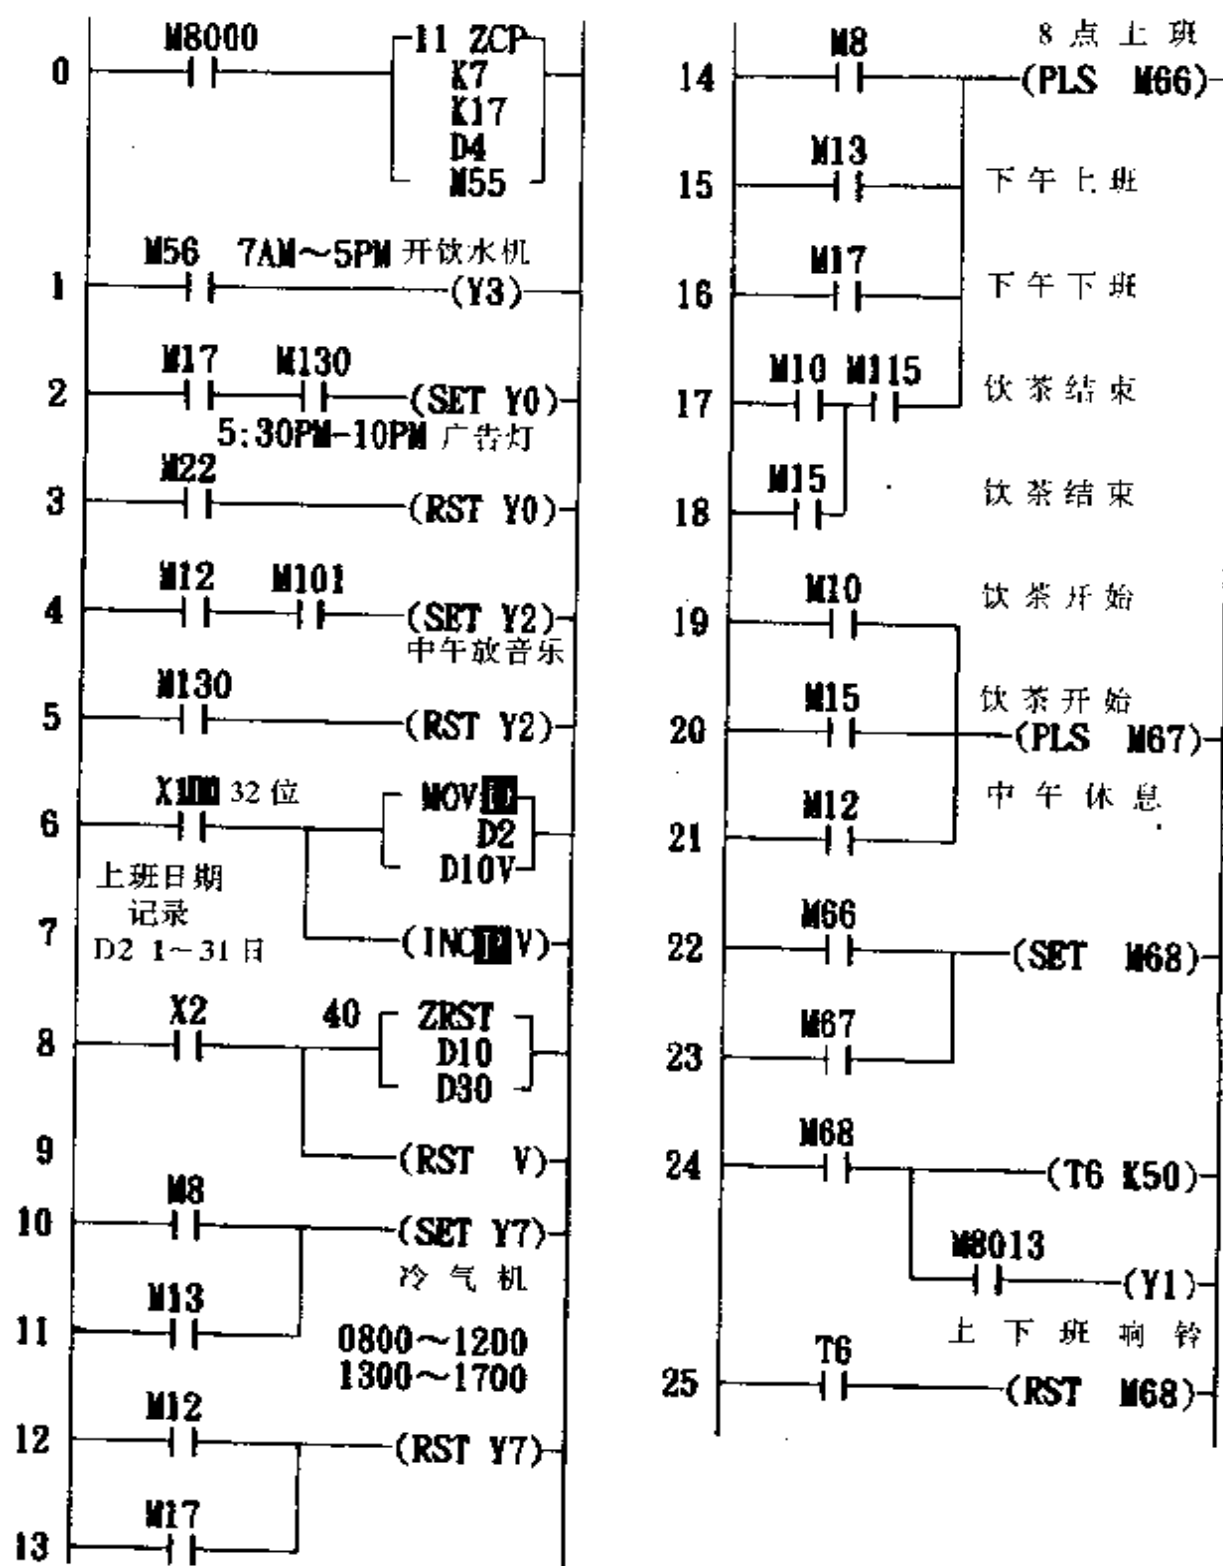 M8000
0
11 ZCP
K7
K17
D4
M55
M56 7AM～5PM 开饮水机
1
(Y3)
M17 M130
2
(SET Y0)
5:30PM-10PM 广告灯
M22
3
(RST Y0)
M12 M101
4
(SET Y2)
中午放音乐
M130
5
(RST Y2)
32位
6
MOV
D2
D10V
上班日期
记录
D2 1～31日
7
V)
X2
8
40
ZRST
D10
D30
9
(RST V)
M8
10
(SET Y7)
冷气机
M13
11
0800～1200
1300～1700
M12
12
(RST Y7)
M17
13
8点上班
M8
14
(PLS M66)
M13
15
下午上班
M17
16
下午下班
M10 M115
17
饮茶结束
M15
18
饮茶结束
M10
19
饮茶开始
M15
20
饮茶开始
(PLS M67)
M12
21
中午休息
M66
22
(SET M68)
M67
23
M68
24
(T6 K50)
M8013
(Y1)
上下班响铃
T6
25
(RST M68)